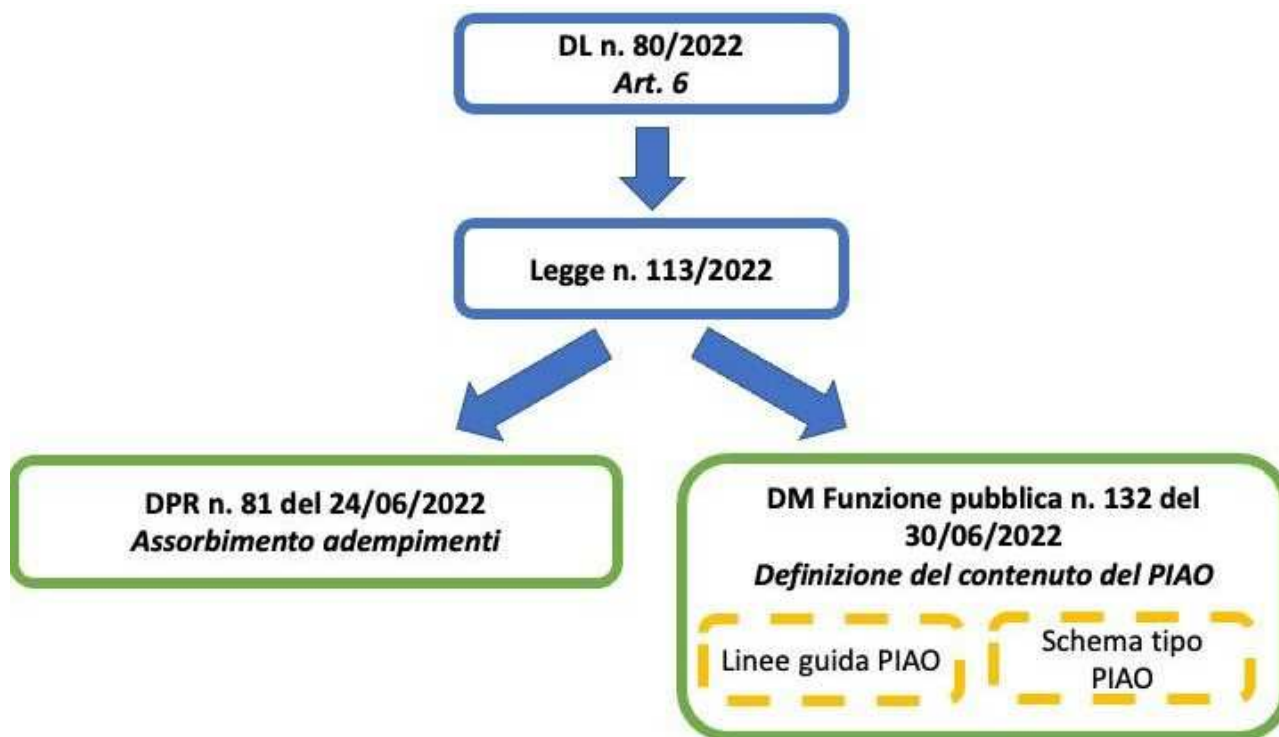 DL n. 80/2022
Art. 6
Legge n. 113/2022
DPR n. 81 del 24/06/2022
Assorbimento adempimenti
DM Funzione pubblica n. 132 del
30/06/2022
Definizione del contenuto del PIAO
Linee guida PIAO
Schema tipo
PIAO